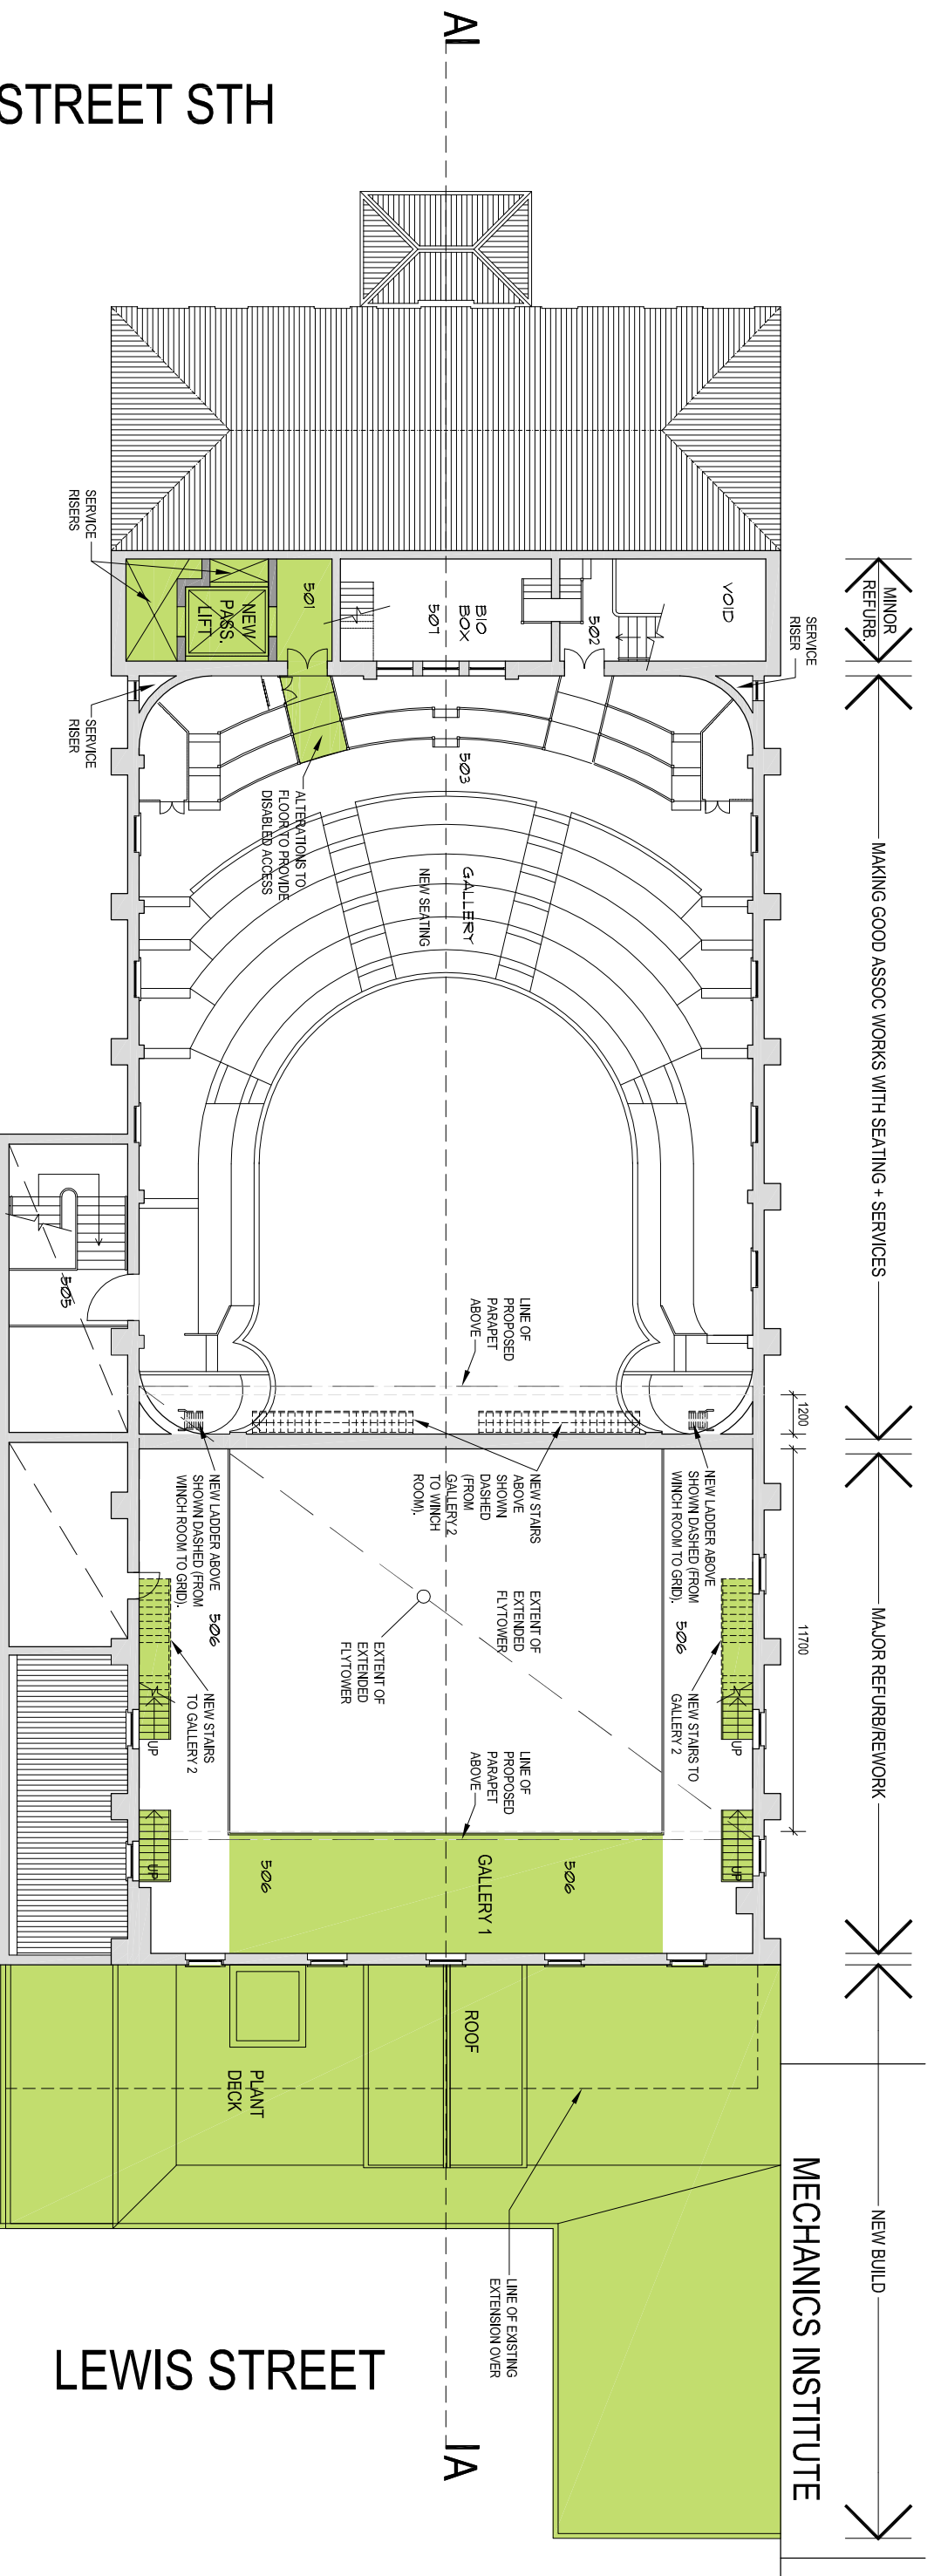 A
STREET STH
MINOR
REFURB.
MAKING GOOD ASSOC WORKS WITH SEATING + SERVICES
MAJOR REFURB/REWORK
NEW BUILD
SERVICE
RISERS
NEW
PASS.
LIFT
501
BIO
BOX
507
502
VOID
SERVICE
RISER
SERVICE
RISER
503
ALTERATIONS TO
FLOOR TO PROVIDE
DISABLED ACCESS
GALLERY
NEW SEATING
505
LINE OF
PROPOSED
PARAPET
ABOVE
1200
11700
NEW LADDER ABOVE
SHOWN DASHED (FROM
WINCH ROOM TO GRID).
506
NEW STAIRS
ABOVE
SHOWN
DASHED
(FROM
GALLERY 2
TO WINCH
ROOM).
NEW LADDER ABOVE
SHOWN DASHED (FROM
WINCH ROOM TO GRID).
506
EXTENT OF
EXTENDED
FLYTOWER
EXTENT OF
EXTENDED
FLYTOWER
NEW STAIRS TO
GALLERY 2
UP
NEW STAIRS
TO GALLERY 2
UP
LINE OF
PROPOSED
PARAPET
ABOVE
UP
UP
506
GALLERY 1
506
ROOF
PLANT
DECK
LINE OF EXISTING
EXTENSION OVER
MECHANICS INSTITUTE
LEWIS STREET
A